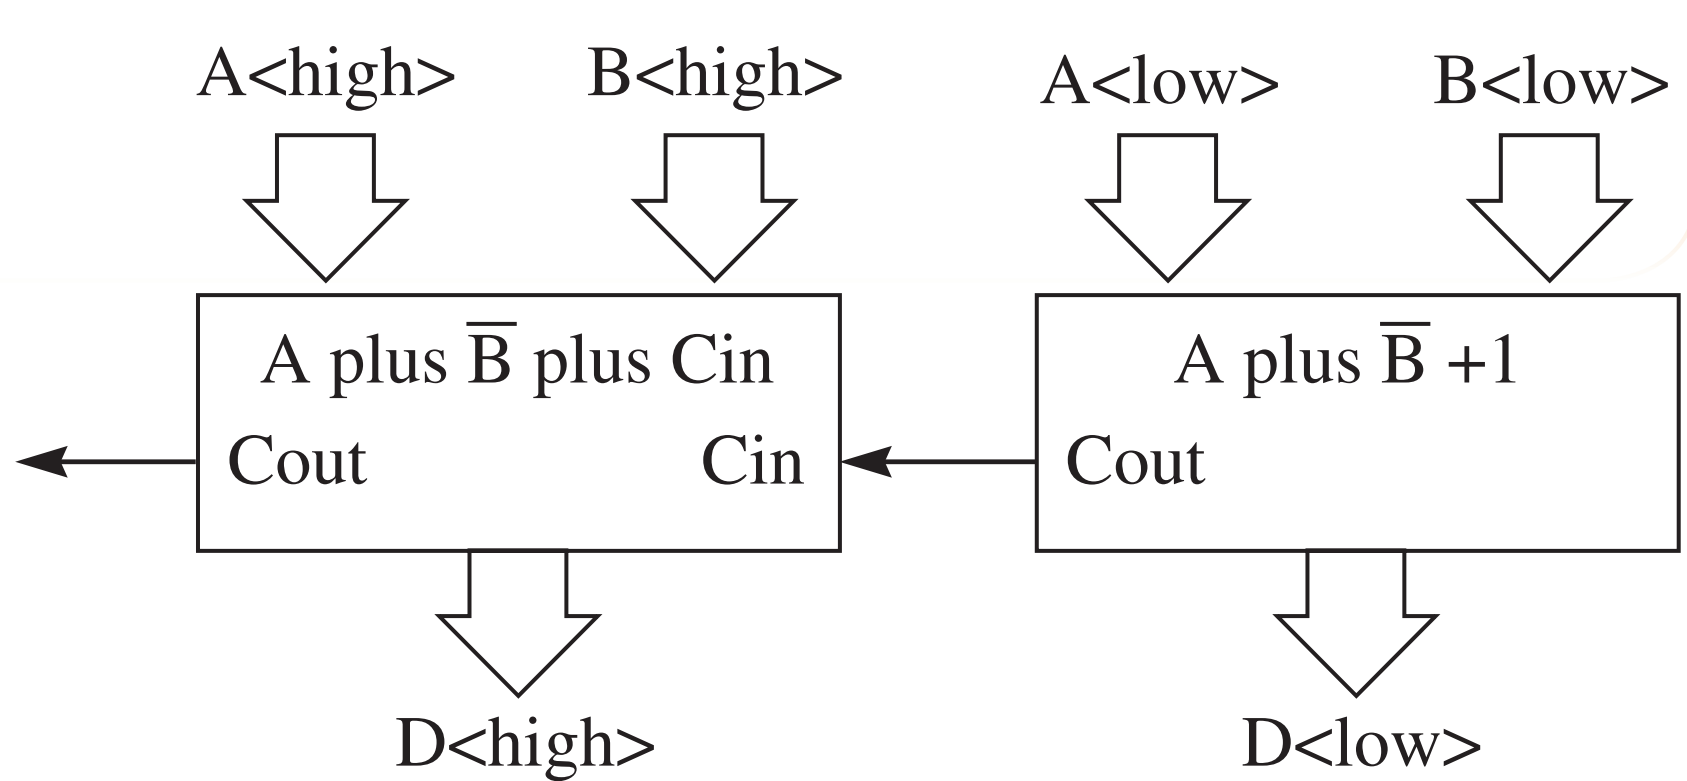 A<high> B<high> A<low> B<low>
A plus B̅ plus Cin A plus B̅ +1
Cout Cin Cout
D<high> D<low>